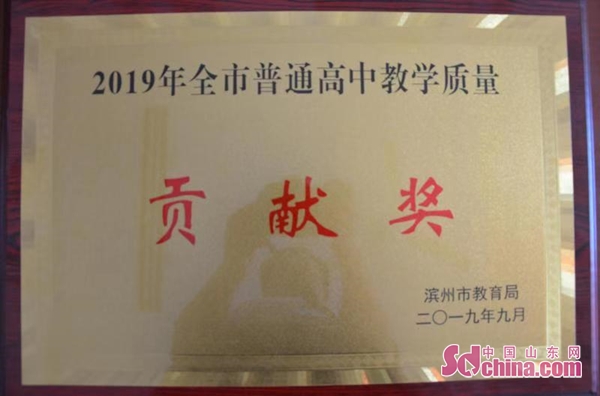 2019年全市普通高中教学质量
贡献奖
滨州市教育局
二〇一九年九月
中国山东网
Sdchina.com